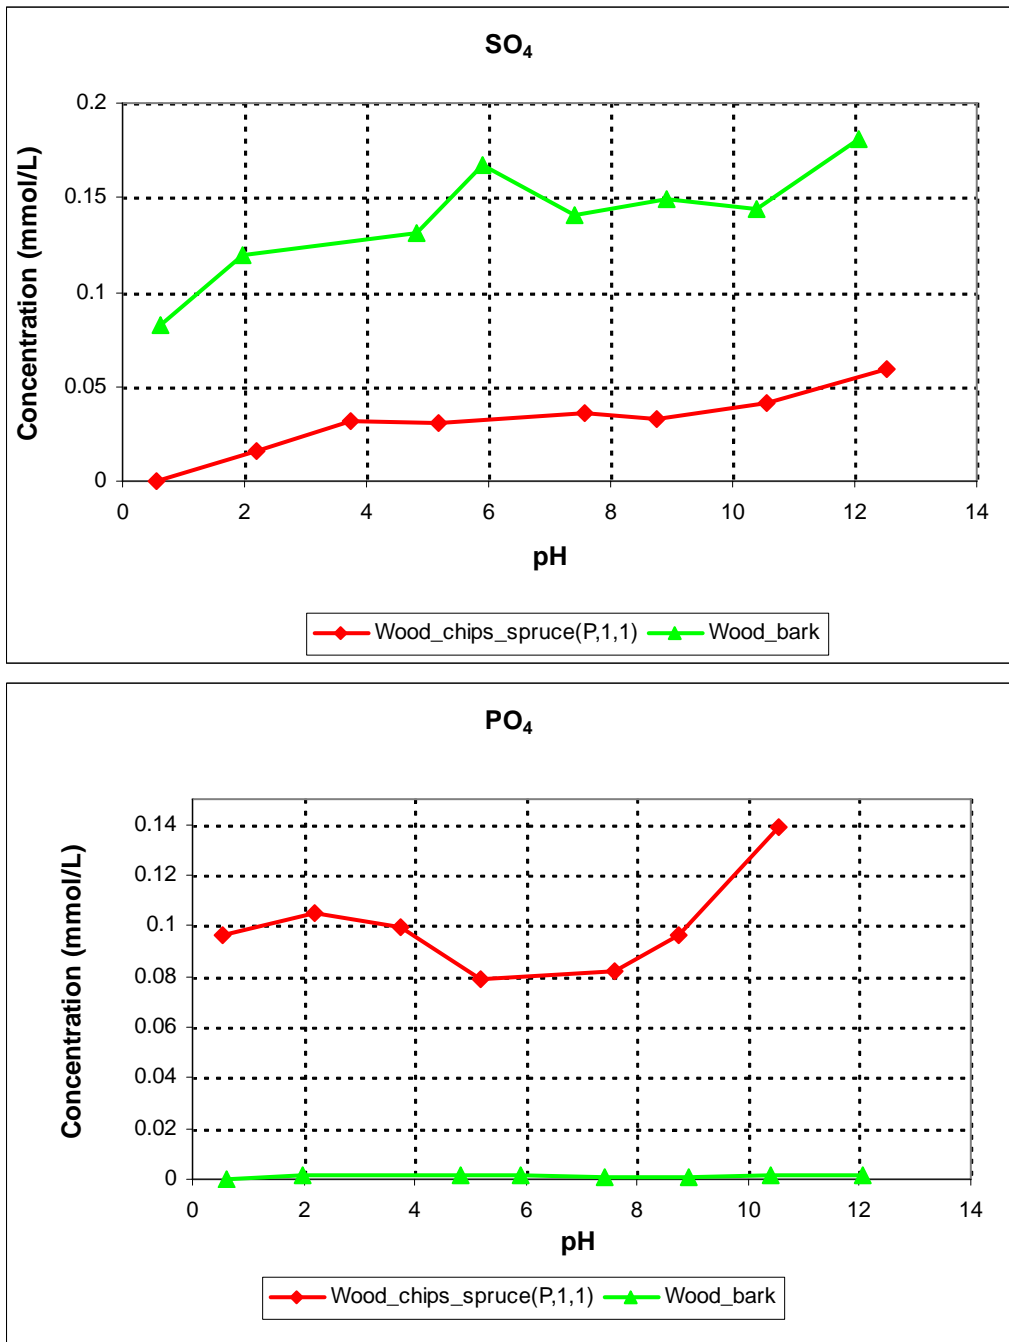 SO₄
Concentration (mmol/L)
0.2
0.15
0.1
0.05
0
0 2 4 6 8 10 12 14
pH
Wood_chips_spruce(P,1,1) Wood_bark
PO₄
Concentration (mmol/L)
0.14
0.12
0.1
0.08
0.06
0.04
0.02
0
0 2 4 6 8 10 12 14
pH
Wood_chips_spruce(P,1,1) Wood_bark